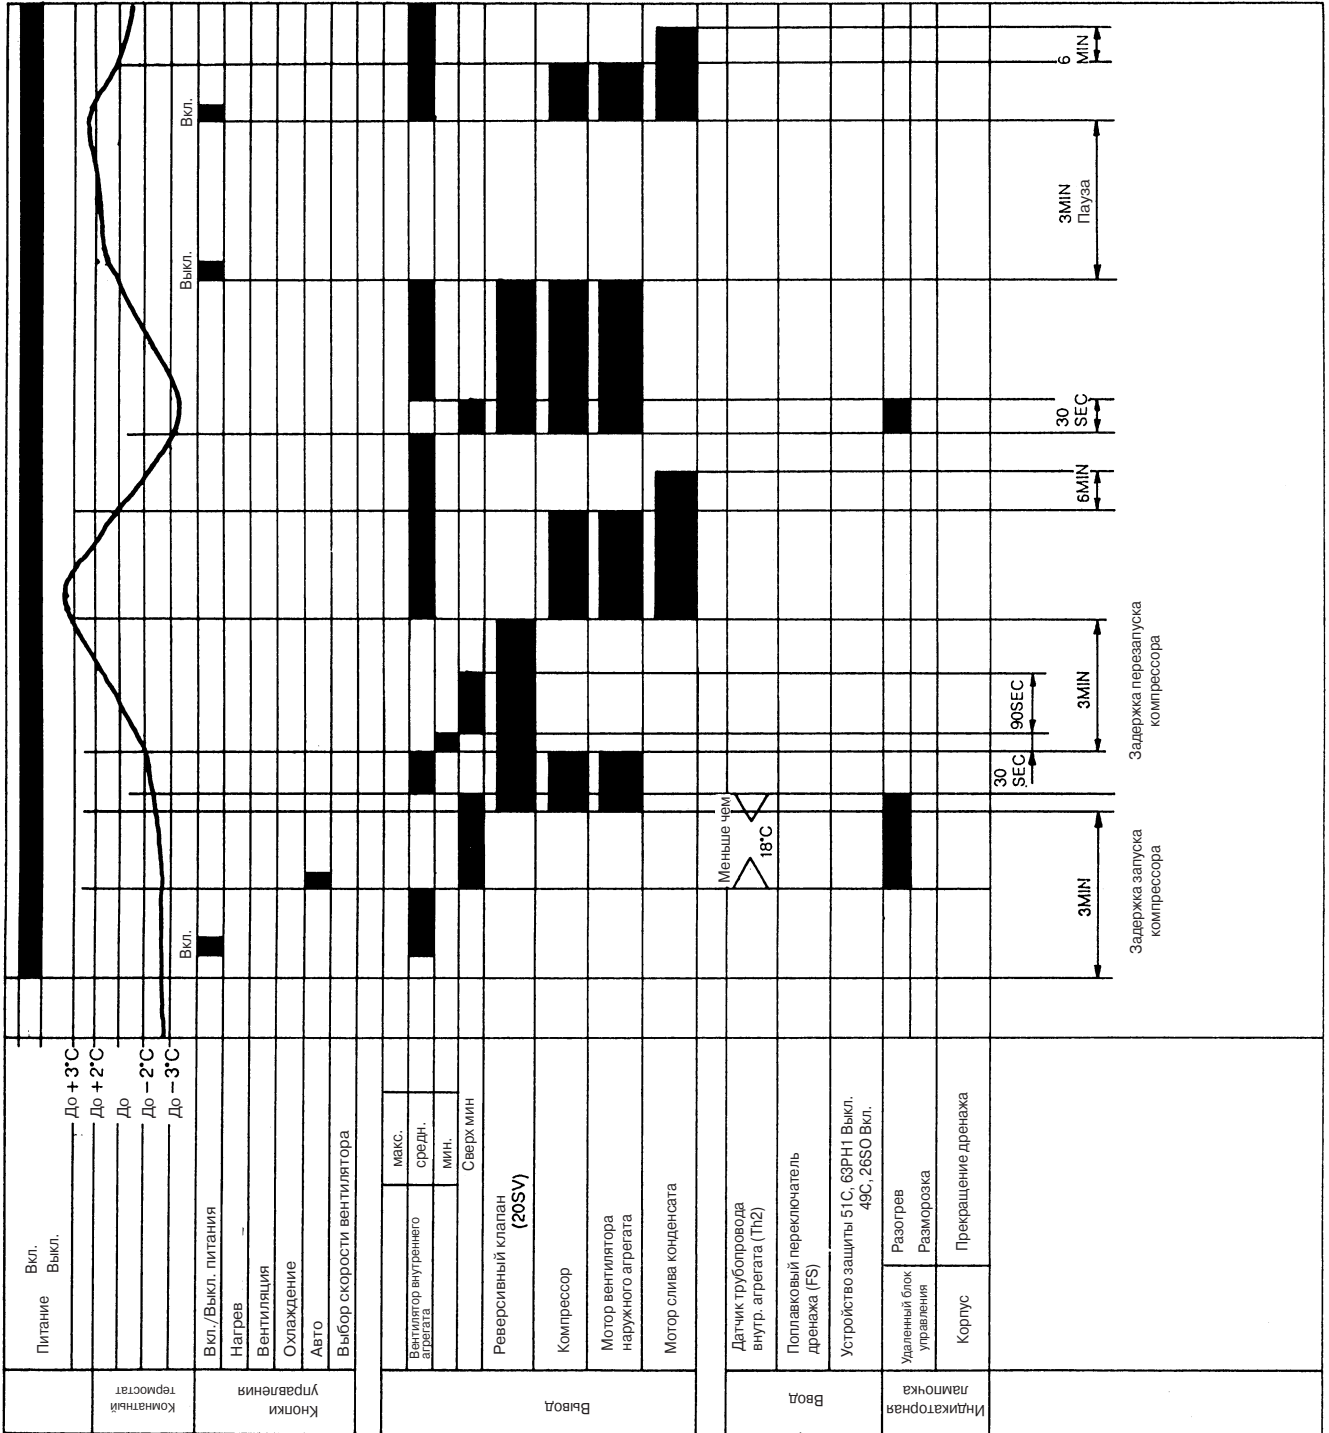 Питание
Вкл.
Выкл.
Комнатный
термостат
До +3°C
До +2°C
До
До −2°C
До −3°C
Кнопки
управления
Вкл./Выкл. питания
Нагрев
Вентиляция
Охлаждение
Авто
Выбор скорости вентилятора
Вкл.
Выкл.
Вкл.
Вывод
Вентилятор внутреннего
агрегата
макс.
средн.
мин.
Сверх мин
Реверсивный клапан
(20SV)
Компрессор
Мотор вентилятора
наружного агрегата
Мотор слива конденсата
Ввод
Датчик трубопровода
внутр. агрегата (Th2)
Меньше чем
18°C
Поплавковый переключатель
дренажа (FS)
Устройство защиты 51C, 63PH1 Выкл.
49C, 26SO Вкл.
Индикаторная
лампочка
Удаленный блок
управления
Разогрев
Разморозка
Корпус
Прекращение дренажа
30
SEC
90SEC
3MIN
3MIN
6MIN
30
SEC
3MIN
Пауза
6
MIN
Задержка запуска
компрессора
Задержка перезапуска
компрессора